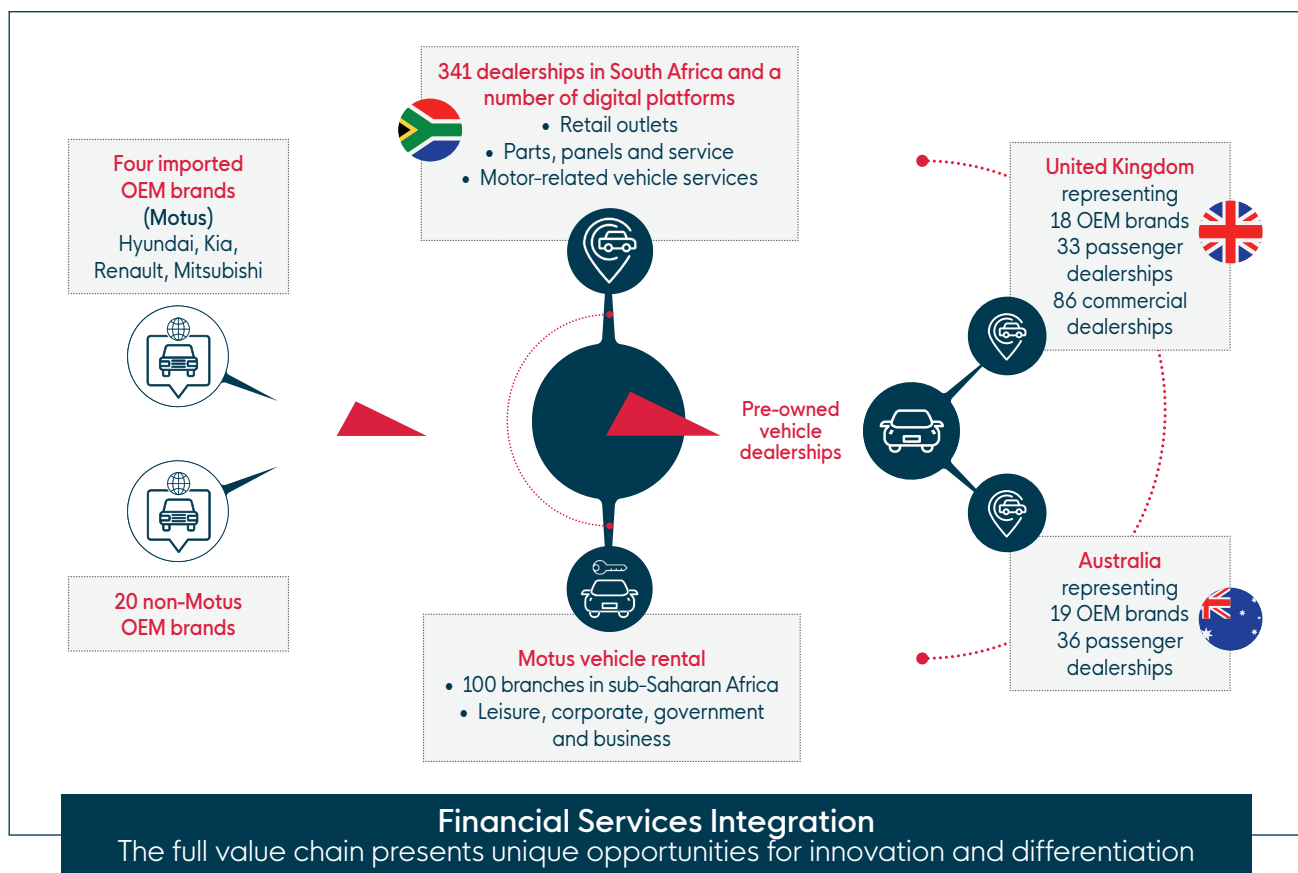 341 dealerships in South Africa and a
number of digital platforms
• Retail outlets
• Parts, panels and service
• Motor-related vehicle services
Four imported
OEM brands
(Motus)
Hyundai, Kia,
Renault, Mitsubishi
20 non-Motus
OEM brands
Motus vehicle rental
• 100 branches in sub-Saharan Africa
• Leisure, corporate, government
and business
Pre-owned
vehicle
dealerships
United Kingdom
representing
18 OEM brands
33 passenger
dealerships
86 commercial
dealerships
Australia
representing
19 OEM brands
36 passenger
dealerships
Financial Services Integration
The full value chain presents unique opportunities for innovation and differentiation